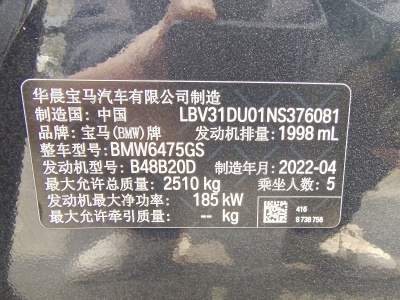 华晨宝马汽车有限公司制造
制造国：中国 LBV31DU01NS376081
品牌：宝马(BMW)牌 发动机排量：1998 mL
整车型号：BMW6475GS
发动机型号：B48B20D 制造年月：2022-04
最大允许总质量：2510 kg 乘坐人数：5
发动机最大净功率：185 kW
最大允许牵引质量：-- kg
416
8 738 756